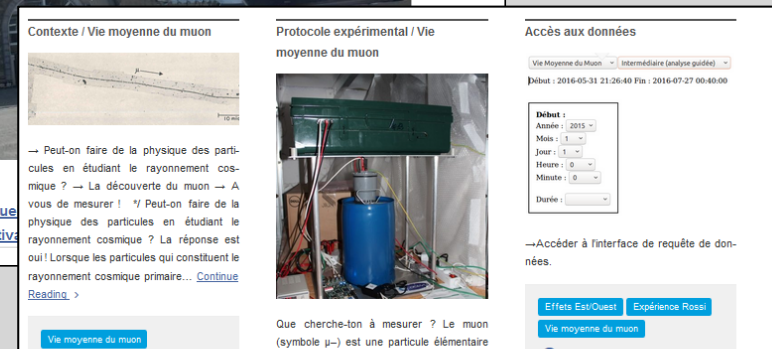 Contexte / Vie moyenne du muon
μ
→ Peut-on faire de la physique des parti-
cules en étudiant le rayonnement cos-
mique ? → La découverte du muon → A
vous de mesurer ! */ Peut-on faire de la
physique des particules en étudiant le
rayonnement cosmique ? La réponse est
oui ! Lorsque les particules qui constituent le
rayonnement cosmique primaire… Continue
Reading >
Vie moyenne du muon
Protocole expérimental / Vie
moyenne du muon
Que cherche-ton à mesurer ? Le muon
(symbole μ–) est une particule élémentaire
Accès aux données
Vie Moyenne du Muon Intermédiaire (analyse guidée)
Début : 2016-05-31 21:26:40 Fin : 2016-07-27 00:40:00
Début :
Année : 2015
Mois : 1
Jour : 1
Heure : 0
Minute : 0
Durée :
→Accéder à l'interface de requête de don-
nées.
Effets Est/Ouest Expérience Rossi
Vie moyenne du muon